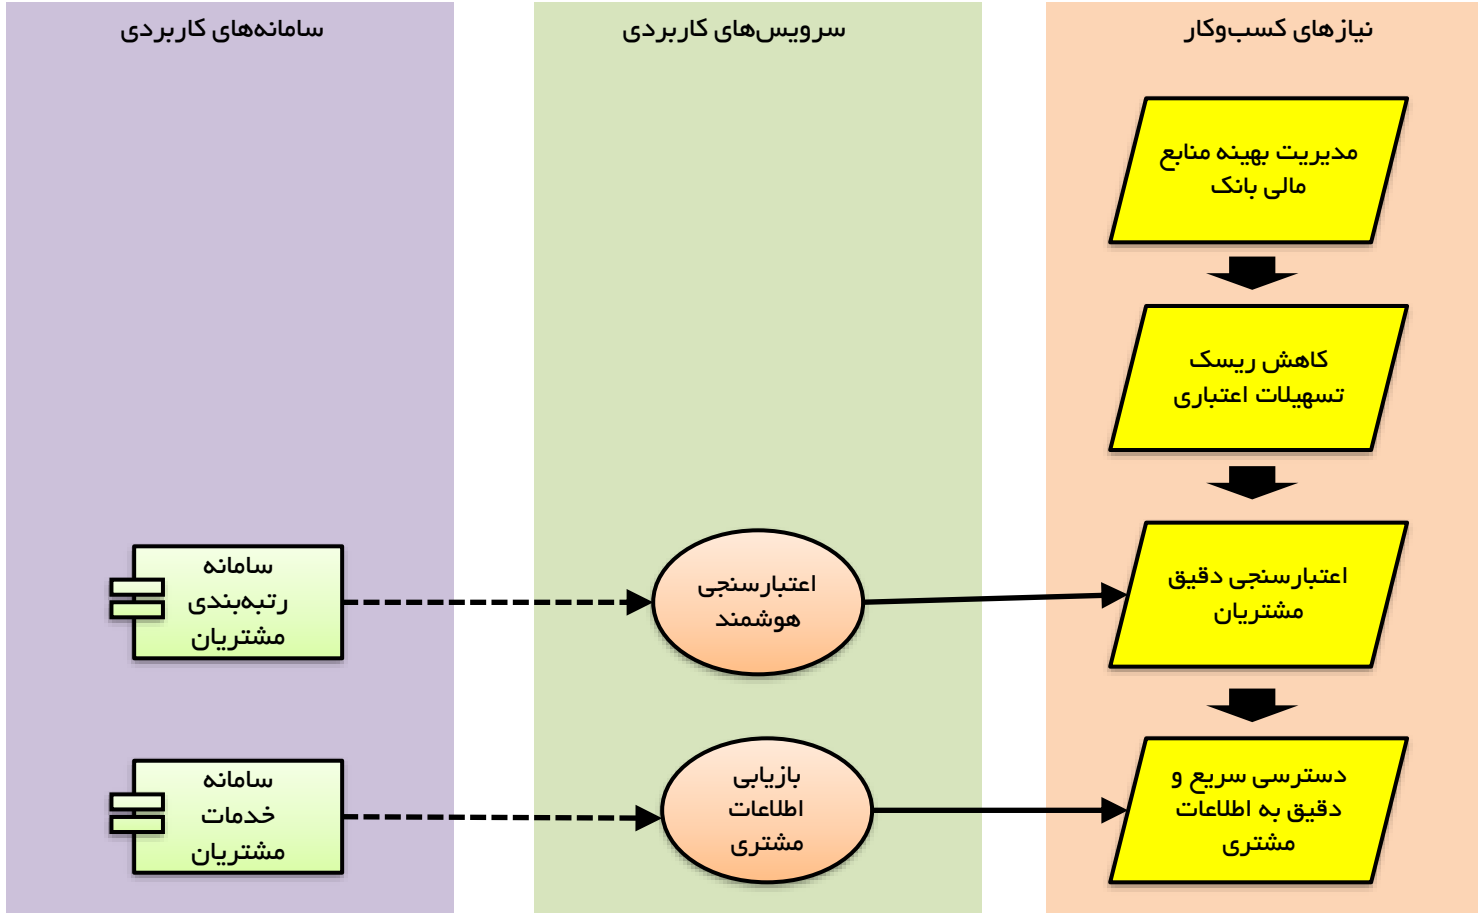 نیازهای کسب‌وکار
سرویس‌های کاربردی
سامانه‌های کاربردی
مدیریت بهینه منابع
مالی بانک
کاهش ریسک
تسهیلات اعتباری
اعتبارسنجی دقیق
مشتریان
اعتبارسنجی
هوشمند
سامانه
رتبه‌بندی
مشتریان
دسترسی سریع و
دقیق به اطلاعات
مشتری
بازیابی
اطلاعات
مشتری
سامانه
خدمات
مشتریان